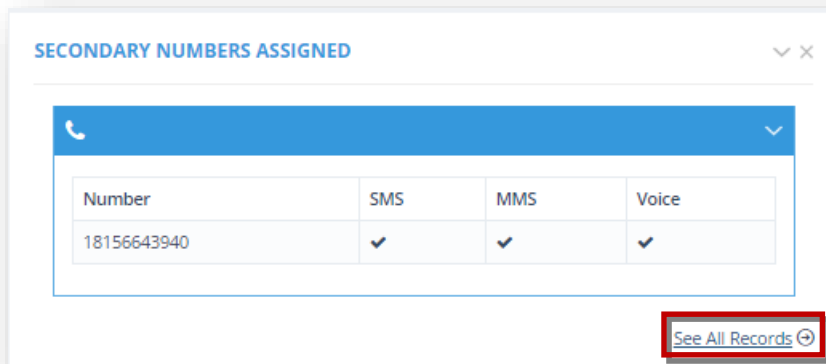 SECONDARY NUMBERS ASSIGNED
Number SMS MMS Voice
18156643940
See All Records